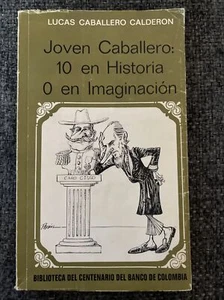 LUCAS CABALLERO CALDERON
Joven Caballero:
10 en Historia
0 en Imaginación
BIBLIOTECA DEL CENTENARIO DEL BANCO DE COLOMBIA